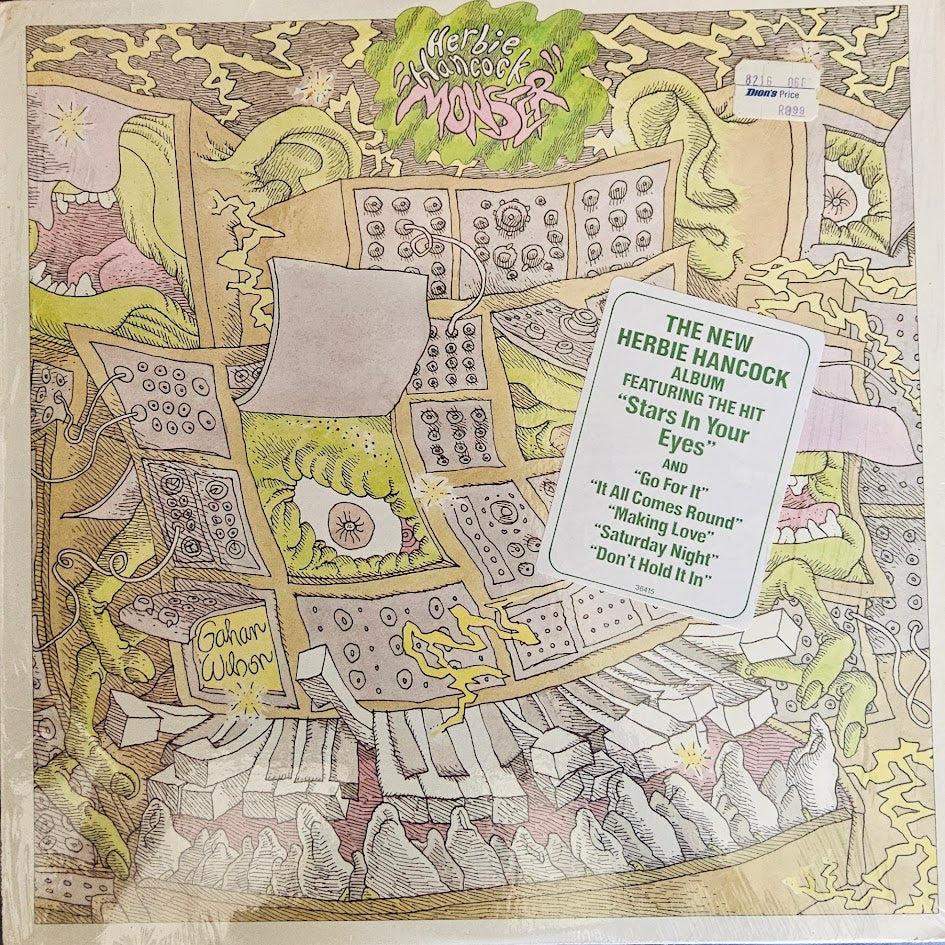 Herbie
Hancock
"MONSTER"
8216 066
Dion's Price
R899
THE NEW
HERBIE HANCOCK
ALBUM
FEATURING THE HIT
"Stars In Your
Eyes"
AND
"Go For It"
"It All Comes Round"
"Making Love"
"Saturday Night"
"Don't Hold It In"
36415
Gahan
Wilson